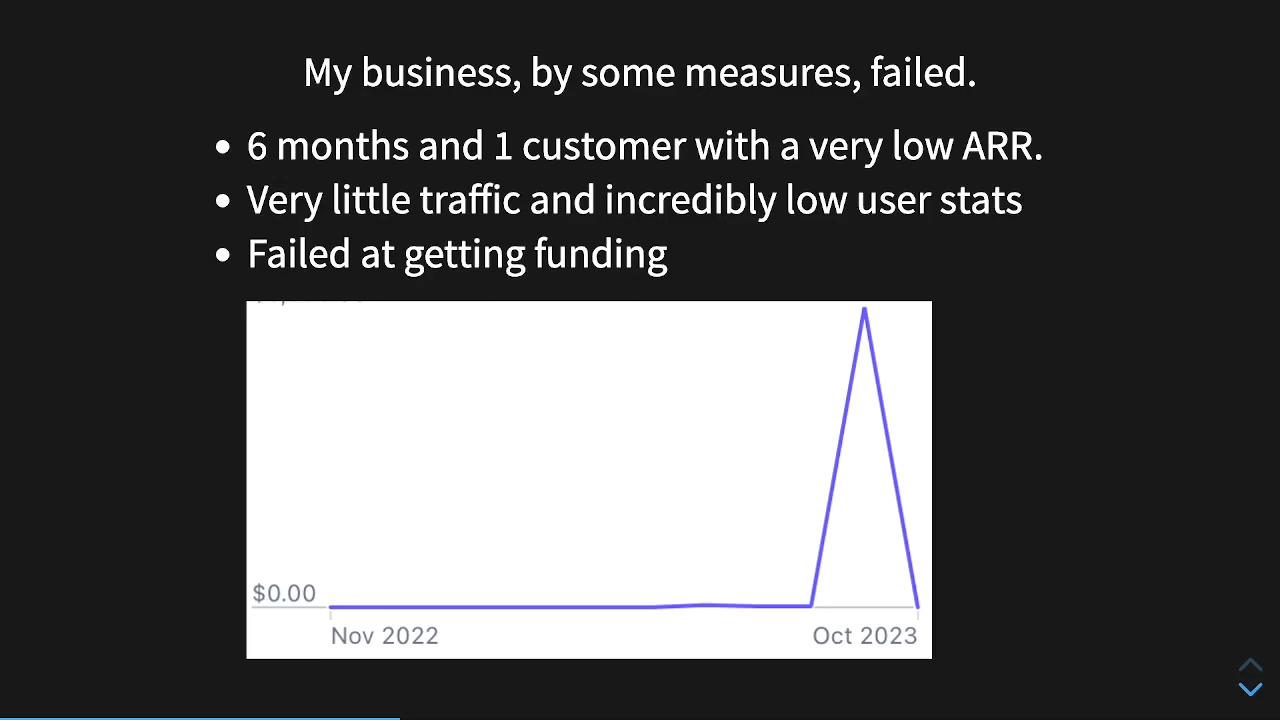 My business, by some measures, failed.
• 6 months and 1 customer with a very low ARR.
• Very little traffic and incredibly low user stats
• Failed at getting funding
$0.00
Nov 2022 Oct 2023